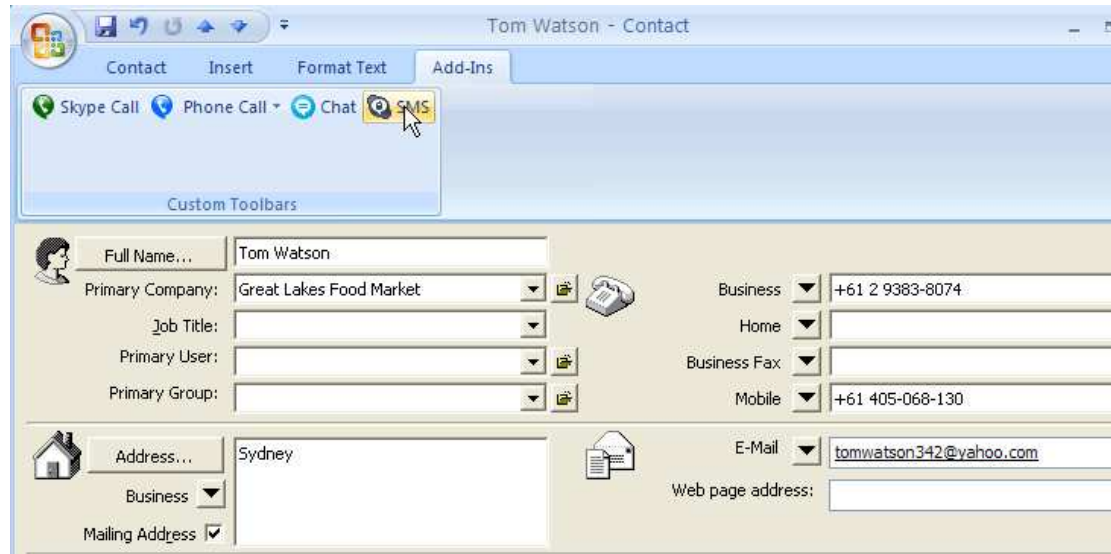 Tom Watson - Contact
Contact Insert Format Text Add-Ins
Skype Call Phone Call Chat SMS
Custom Toolbars
Full Name... Tom Watson
Primary Company: Great Lakes Food Market Business +61 2 9383-8074
Job Title: Home
Primary User: Business Fax
Primary Group: Mobile +61 405-068-130
Address... Sydney E-Mail tomwatson342@yahoo.com
Business Web page address:
Mailing Address